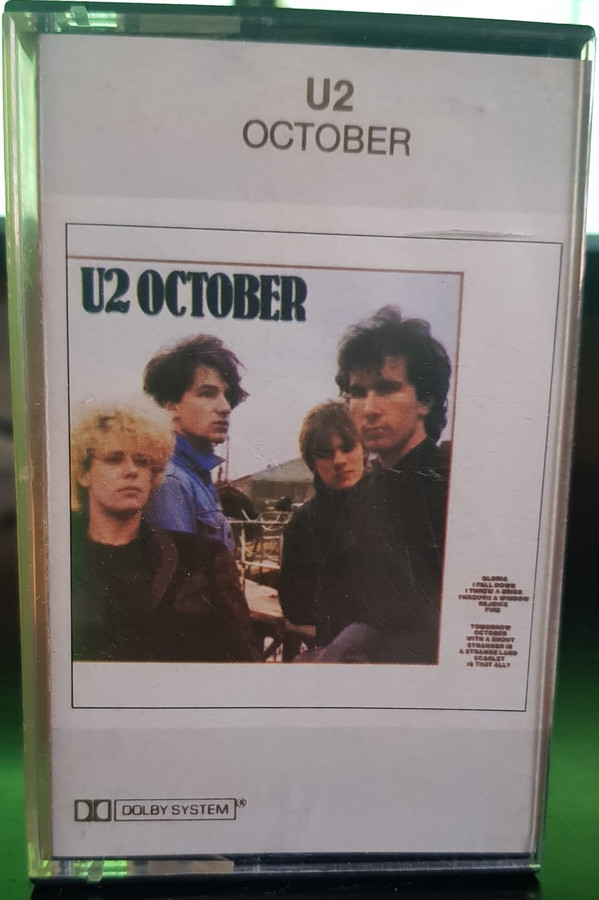 U2
OCTOBER
U2 OCTOBER
GLORIA
I FALL DOWN
I THREW A BRICK
THROUGH A WINDOW
REJOICE
FIRE
TOMORROW
OCTOBER
WITH A SHOUT
STRANGER IN
A STRANGE LAND
SCARLET
IS THAT ALL?
DOLBY SYSTEM®